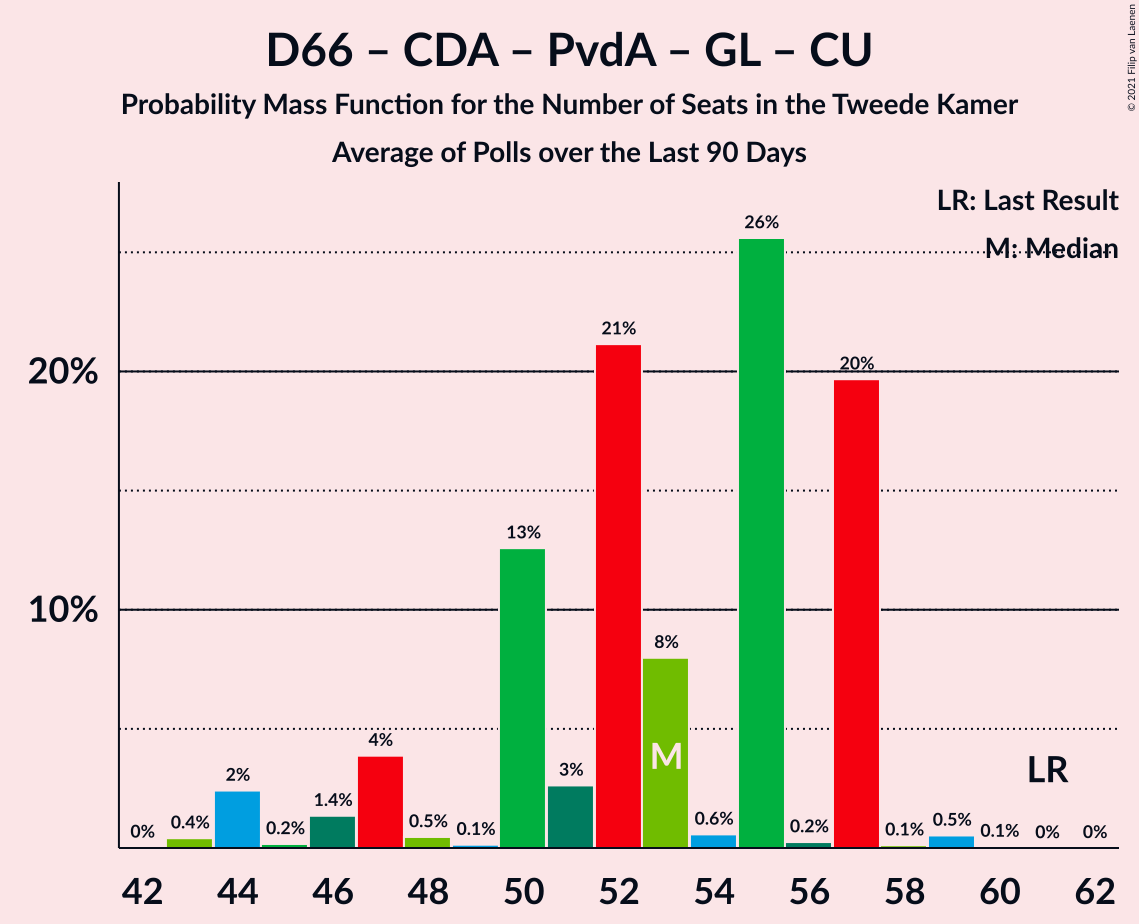 D66 – CDA – PvdA – GL – CU
Probability Mass Function for the Number of Seats in the Tweede Kamer
Average of Polls over the Last 90 Days
© 2021 Filip van Laenen
LR: Last Result
M: Median
26%
21%
20%
20%
13%
10%
8%
M
4%
3%
2%
1.4%
LR
0% 0.4% 0.2% 0.5% 0.1% 0.6% 0.2% 0.1% 0.5% 0.1% 0% 0%
42 44 46 48 50 52 54 56 58 60 62